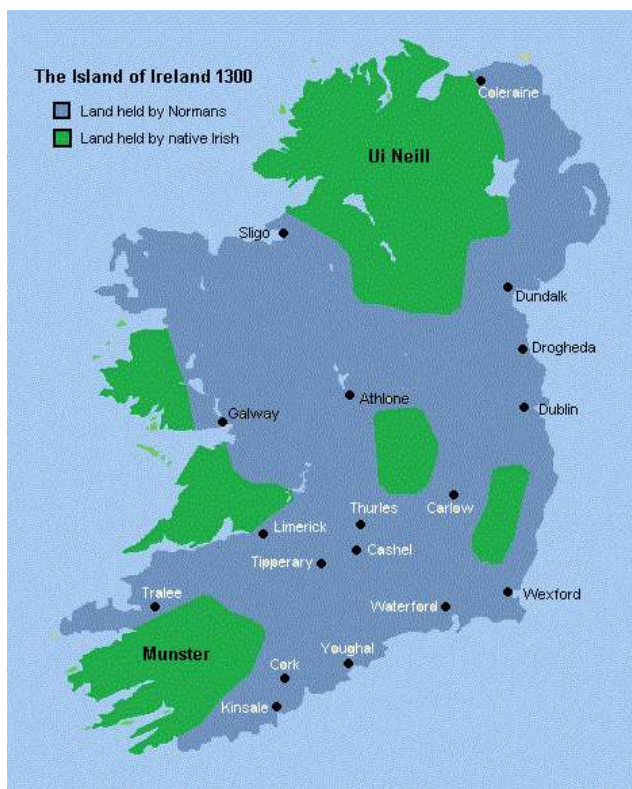 The Island of Ireland 1300
Land held by Normans
Land held by native Irish
Coleraine
Ui Neill
Sligo
Dundalk
Drogheda
Athlone
Dublin
Galway
Carlow
Thurles
Limerick
Cashel
Tipperary
Tralee
Wexford
Waterford
Munster
Youghal
Cork
Kinsale